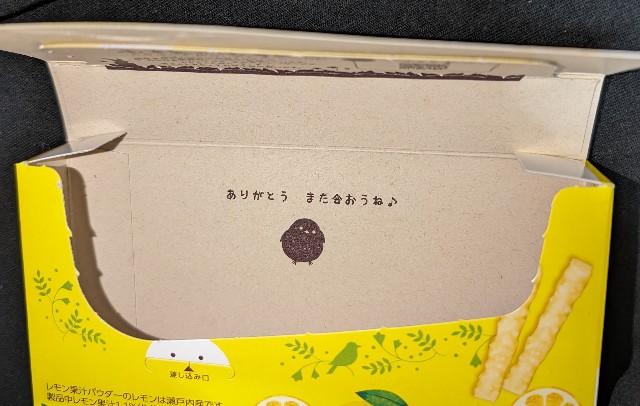 ありがとう　また会おうね♪
差し込み口
レモン果汁パウダーのレモンは瀬戸内産です